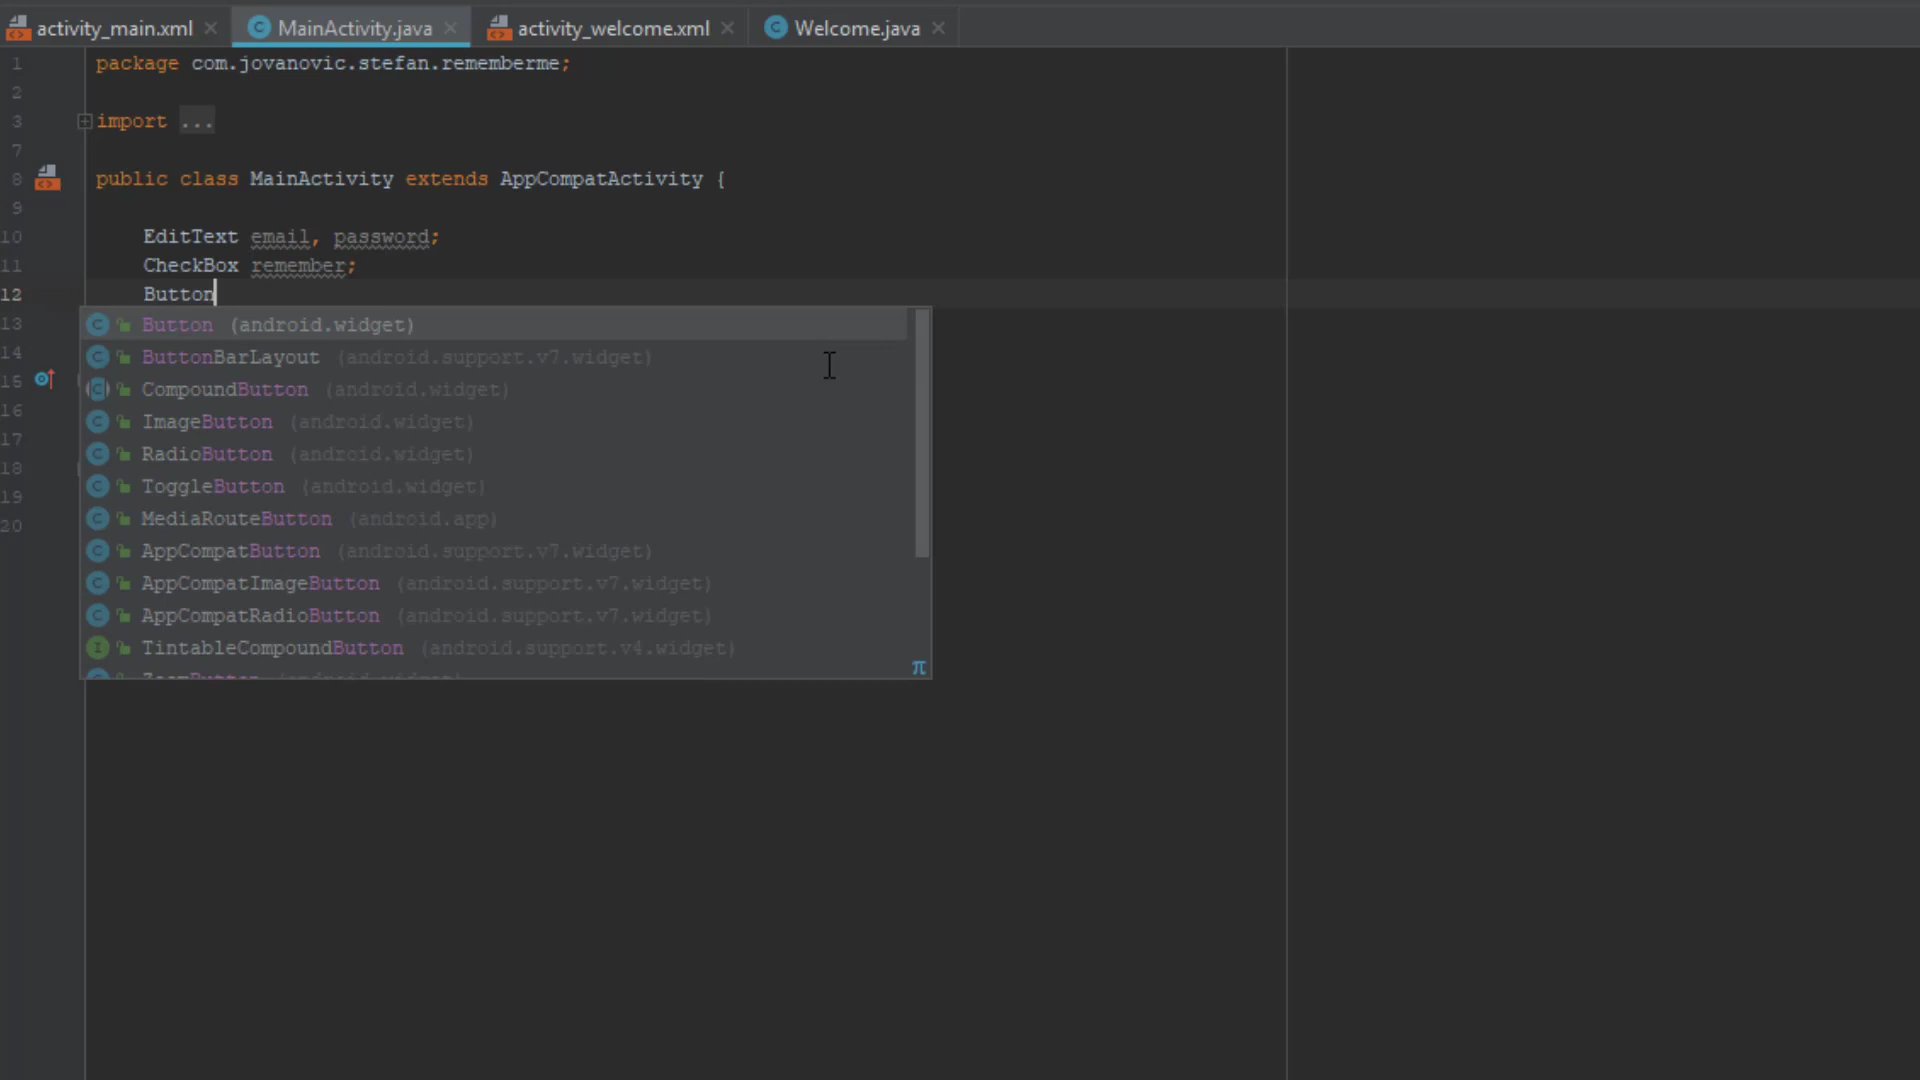 activity_main.xml MainActivity.java activity_welcome.xml Welcome.java
1 package com.jovanovic.stefan.rememberme;
2
3 import ...
7
8 public class MainActivity extends AppCompatActivity {
9
10 EditText email, password;
11 CheckBox remember;
12 Button
13 Button (android.widget)
14 ButtonBarLayout (android.support.v7.widget)
15 CompoundButton (android.widget)
16 ImageButton (android.widget)
17 RadioButton (android.widget)
18 ToggleButton (android.widget)
19 MediaRouteButton (android.app)
20 AppCompatButton (android.support.v7.widget)
AppCompatImageButton (android.support.v7.widget)
AppCompatRadioButton (android.support.v7.widget)
TintableCompoundButton (android.support.v4.widget)
π